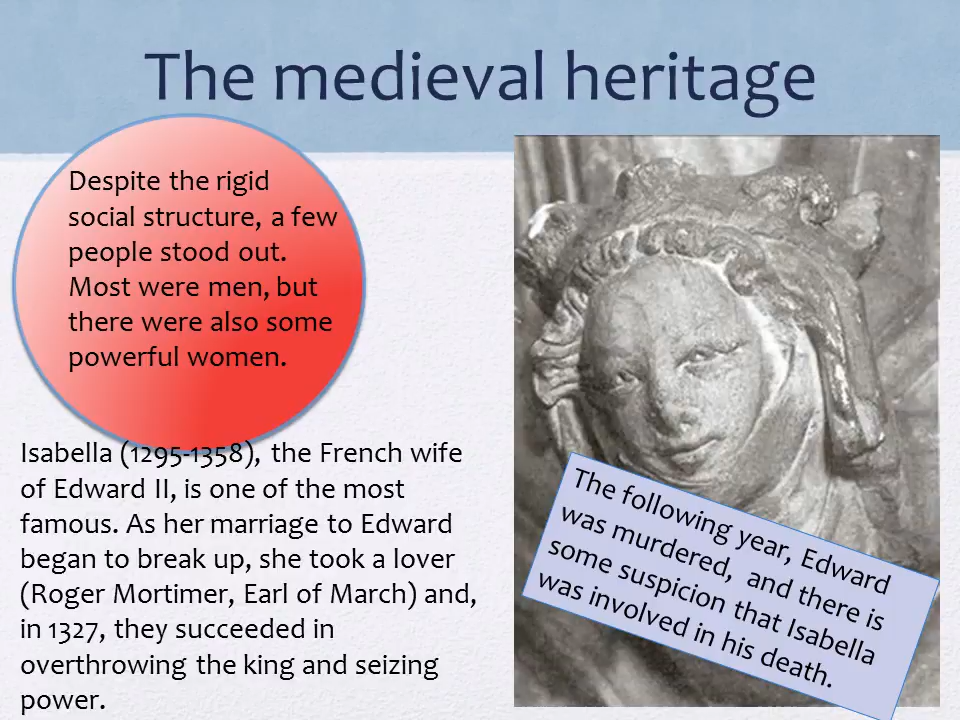 The medieval heritage
Despite the rigid
social structure, a few
people stood out.
Most were men, but
there were also some
powerful women.
Isabella (1295-1358), the French wife
of Edward II, is one of the most
famous. As her marriage to Edward
began to break up, she took a lover
(Roger Mortimer, Earl of March) and,
in 1327, they succeeded in
overthrowing the king and seizing
power.
The following year, Edward
was murdered, and there is
some suspicion that Isabella
was involved in his death.